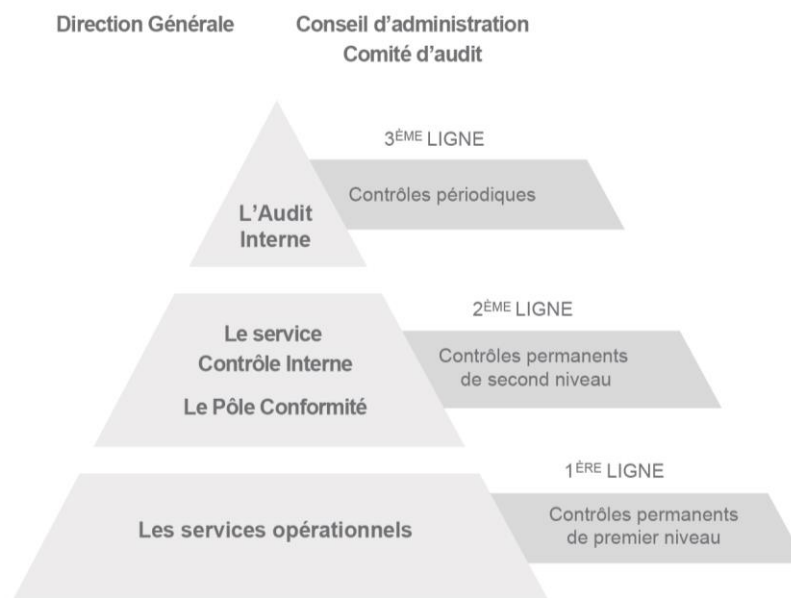 Direction Générale
Conseil d’administration
Comité d’audit
3ÈME LIGNE
Contrôles périodiques
L’Audit
Interne
2ÈME LIGNE
Le service
Contrôle Interne
Le Pôle Conformité
Contrôles permanents
de second niveau
1ÈRE LIGNE
Les services opérationnels
Contrôles permanents
de premier niveau